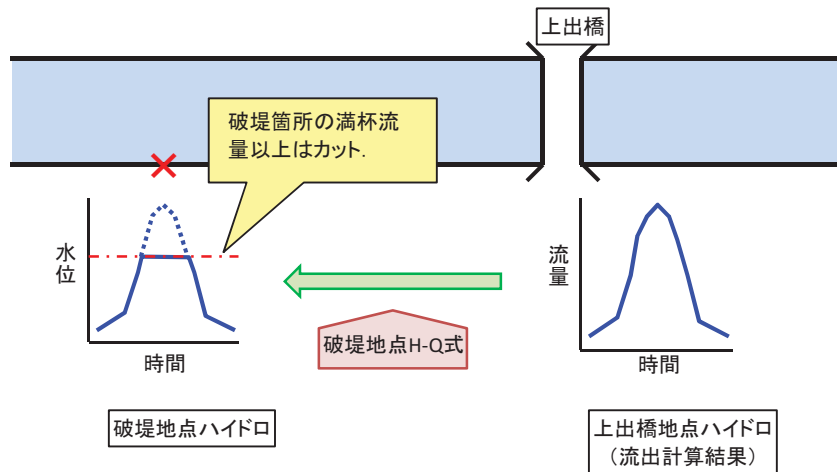 上出橋
破堤箇所の満杯流
量以上はカット.
水位
時間
流量
時間
破堤地点H-Q式
破堤地点ハイドロ
上出橋地点ハイドロ
(流出計算結果)